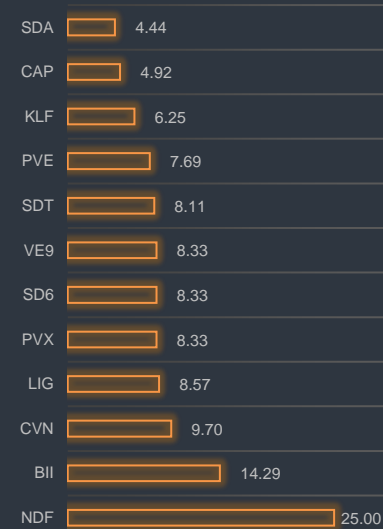 SDA 4.44
CAP 4.92
KLF 6.25
PVE 7.69
SDT 8.11
VE9 8.33
SD6 8.33
PVX 8.33
LIG 8.57
CVN 9.70
BII 14.29
NDF 25.00